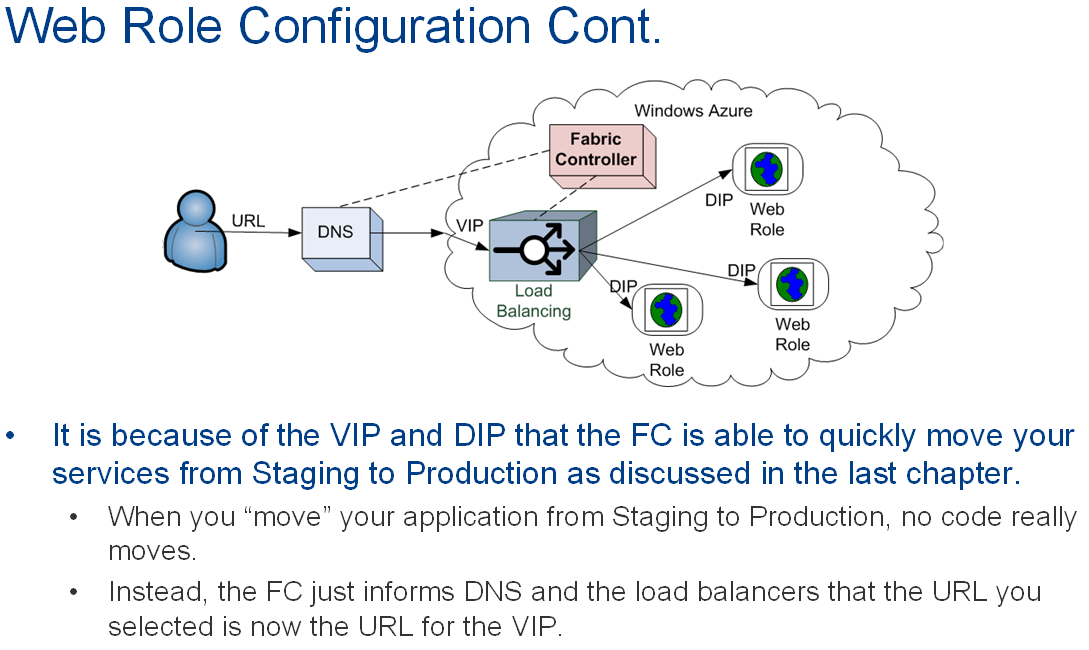 Web Role Configuration Cont.
Windows Azure
Fabric
Controller
URL
DNS
VIP
Load
Balancing
DIP
Web
Role
DIP
Web
Role
DIP
Web
Role
• It is because of the VIP and DIP that the FC is able to quickly move your
services from Staging to Production as discussed in the last chapter.
• When you “move” your application from Staging to Production, no code really
moves.
• Instead, the FC just informs DNS and the load balancers that the URL you
selected is now the URL for the VIP.